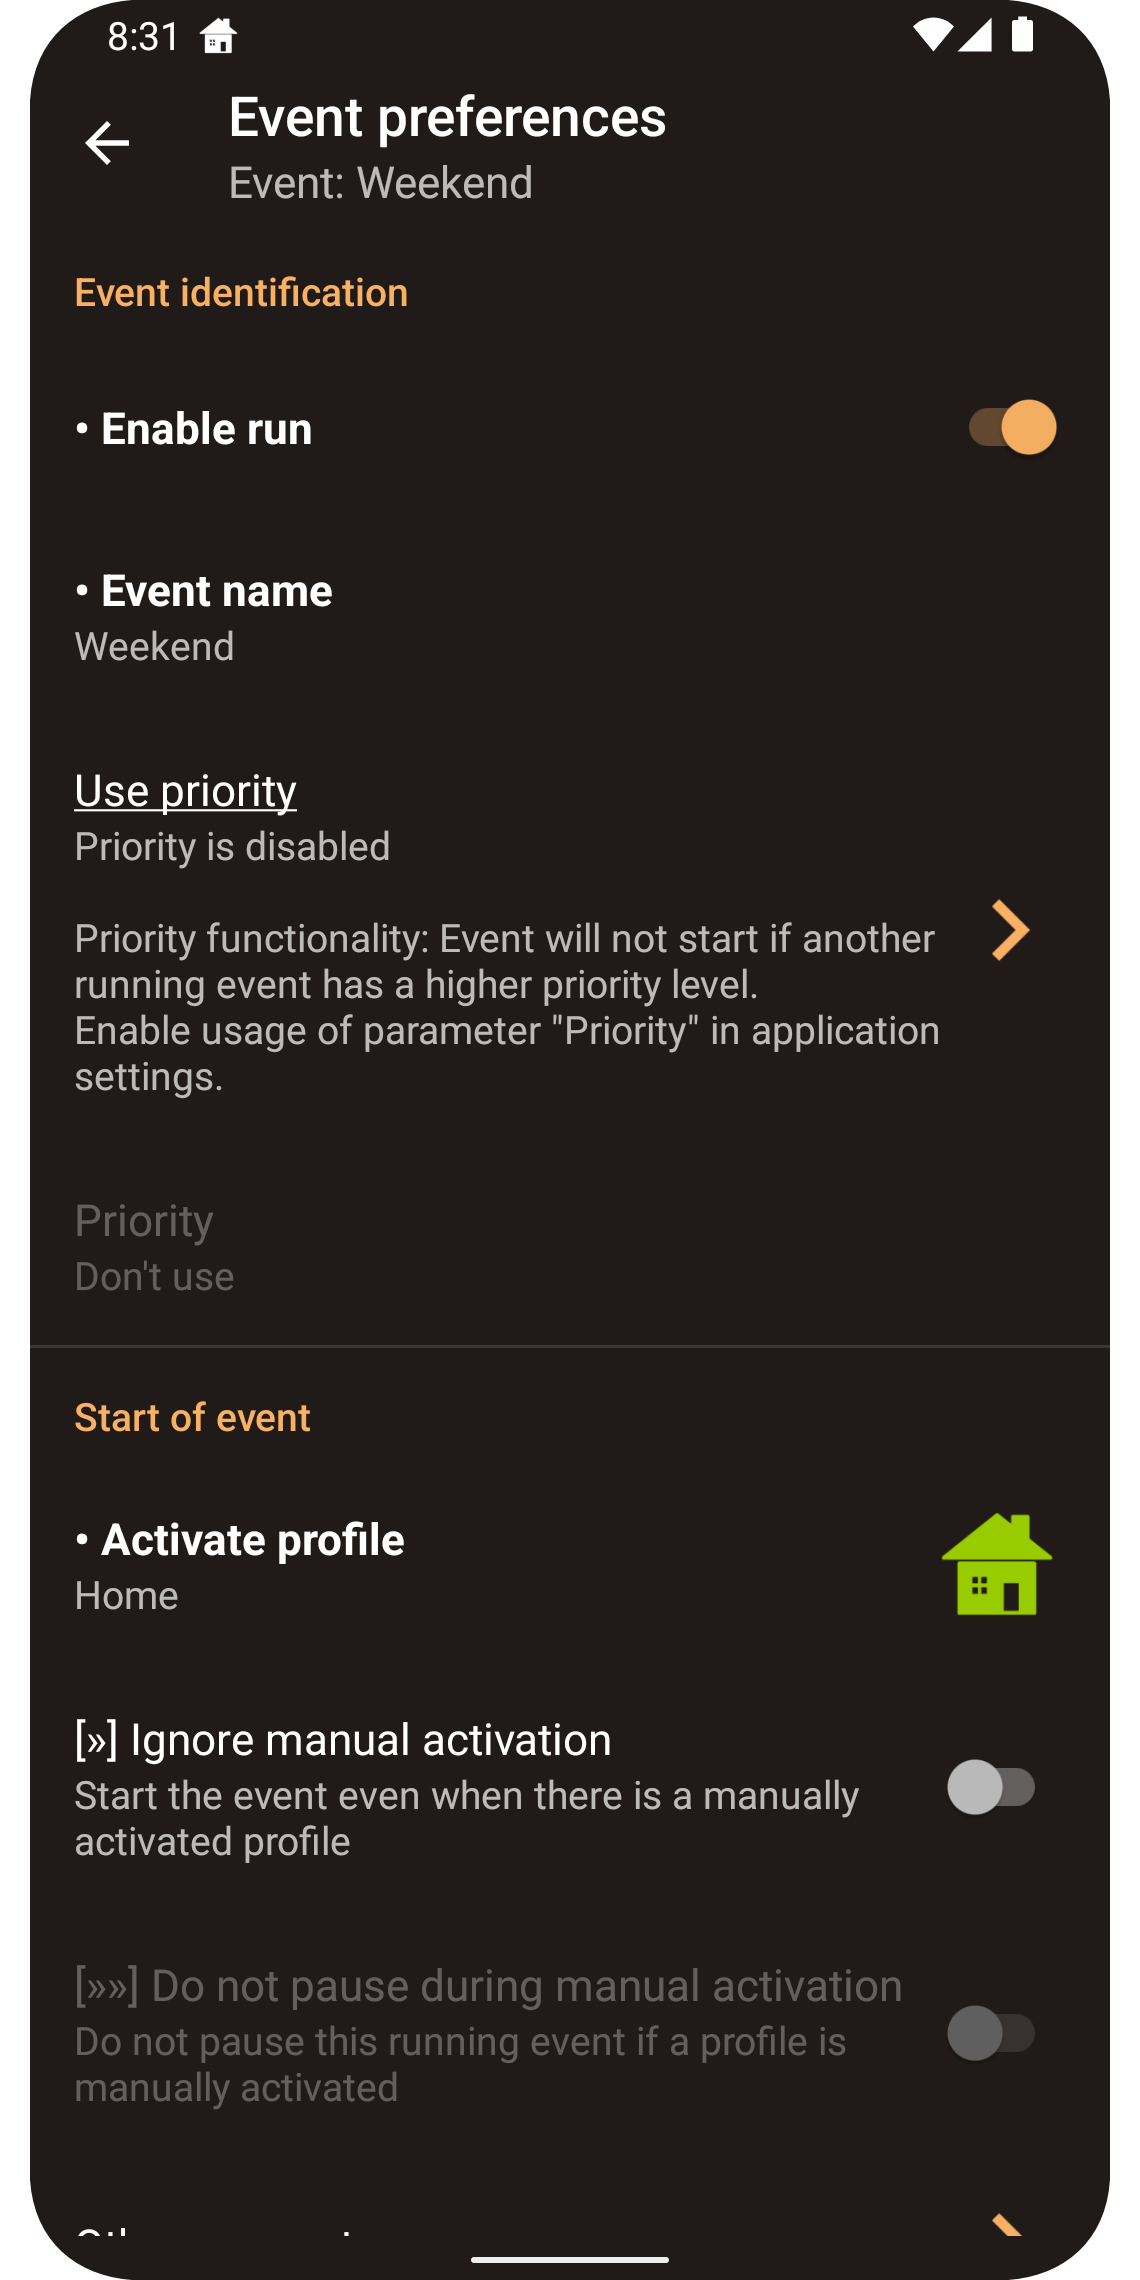 8:31
Event preferences
Event: Weekend
Event identification
• Enable run
• Event name
Weekend
Use priority
Priority is disabled
Priority functionality: Event will not start if another
running event has a higher priority level.
Enable usage of parameter "Priority" in application
settings.
Priority
Don't use
Start of event
• Activate profile
Home
[»] Ignore manual activation
Start the event even when there is a manually
activated profile
[»»] Do not pause during manual activation
Do not pause this running event if a profile is
manually activated